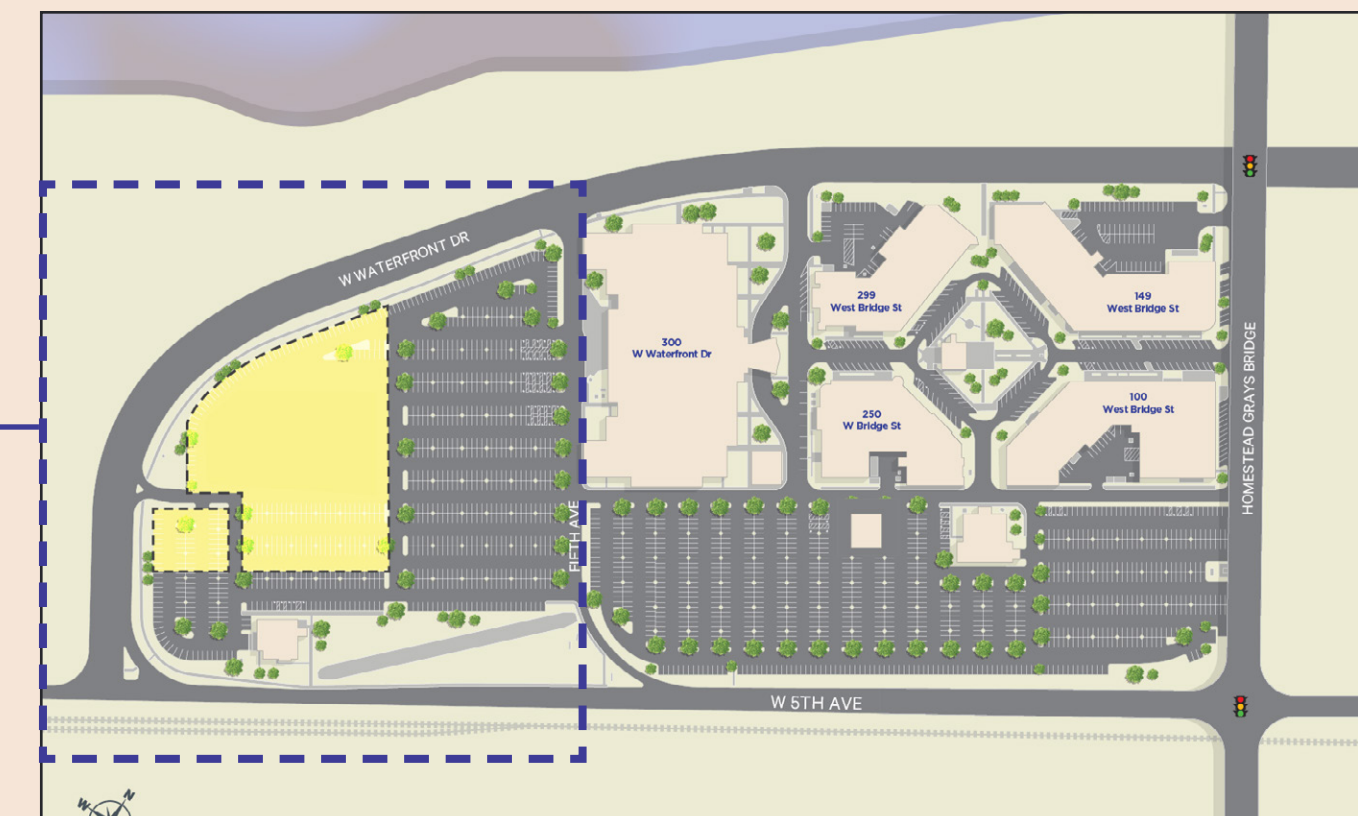 W WATERFRONT DR
299
West Bridge St
149
West Bridge St
300
W Waterfront Dr
HOMESTEAD GRAYS BRIDGE
250
W Bridge St
100
West Bridge St
FIFTH AVE
W 5TH AVE
W
N